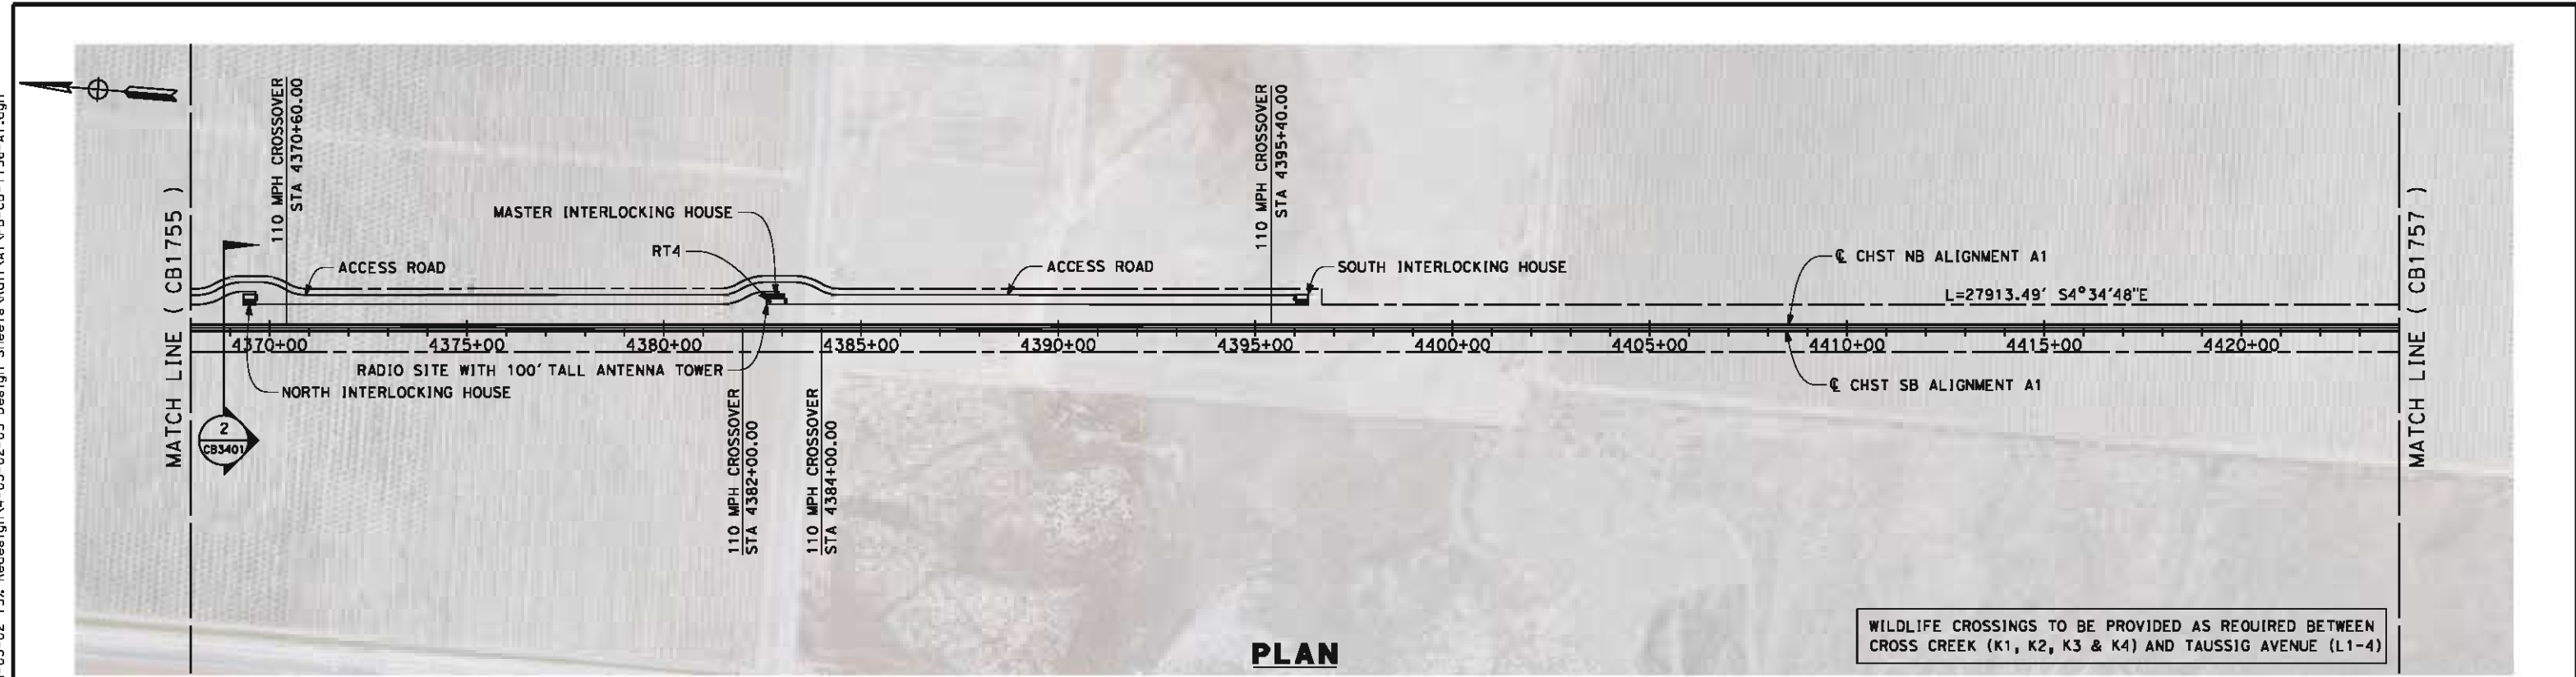 110 MPH CROSSOVER
STA 4370+60.00
110 MPH CROSSOVER
STA 4395+40.00
MATCH LINE ( CB1755 )
MATCH LINE ( CB1757 )
MASTER INTERLOCKING HOUSE
RT4
ACCESS ROAD
ACCESS ROAD
SOUTH INTERLOCKING HOUSE
℄ CHST NB ALIGNMENT A1
L=27913.49' S4°34'48"E
4370+00
4375+00
4380+00
4385+00
4390+00
4395+00
4400+00
4405+00
4410+00
4415+00
4420+00
RADIO SITE WITH 100' TALL ANTENNA TOWER
NORTH INTERLOCKING HOUSE
℄ CHST SB ALIGNMENT A1
2
CB3401
110 MPH CROSSOVER
STA 4382+00.00
110 MPH CROSSOVER
STA 4384+00.00
PLAN
WILDLIFE CROSSINGS TO BE PROVIDED AS REQUIRED BETWEEN
CROSS CREEK (K1, K2, K3 & K4) AND TAUSSIG AVENUE (L1-4)